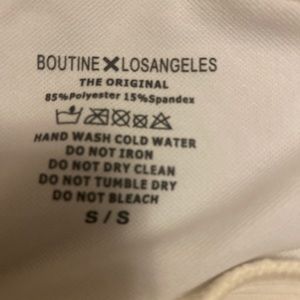 BOUTINE X LOSANGELES
THE ORIGINAL
85%Polyester 15%Spandex
HAND WASH COLD WATER
DO NOT IRON
DO NOT DRY CLEAN
DO NOT TUMBLE DRY
DO NOT BLEACH
S / S